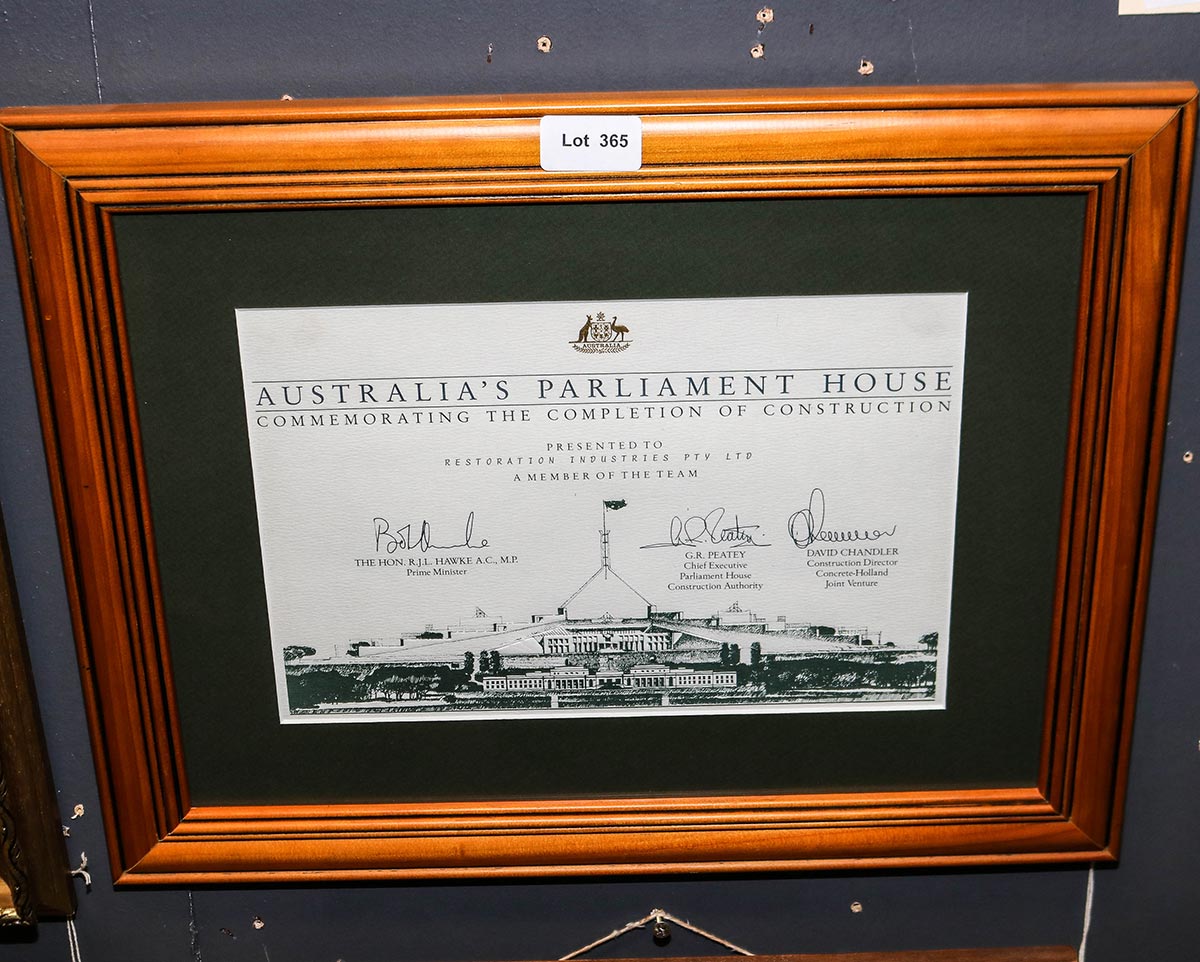 Lot 365
AUSTRALIA
AUSTRALIA'S PARLIAMENT HOUSE
COMMEMORATING THE COMPLETION OF CONSTRUCTION
PRESENTED TO
RESTORATION INDUSTRIES PTY LTD
A MEMBER OF THE TEAM
THE HON. R.J.L. HAWKE A.C., M.P.
Prime Minister
G.R. PEATEY
Chief Executive
Parliament House
Construction Authority
DAVID CHANDLER
Construction Director
Concrete-Holland
Joint Venture